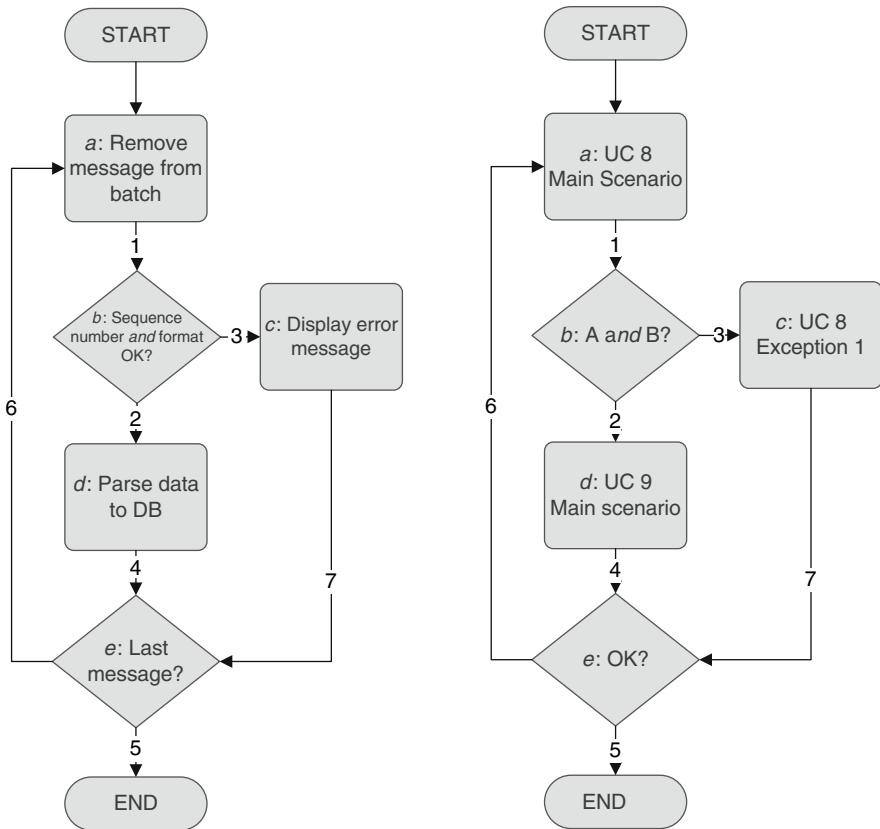 START
a: Remove
message from
batch
1
b: Sequence
number and format
OK?
3
c: Display error
message
2
d: Parse data
to DB
4
6
7
e: Last
message?
5
END
START
a: UC 8
Main Scenario
1
b: A and B?
3
c: UC 8
Exception 1
2
d: UC 9
Main scenario
4
6
7
e: OK?
5
END